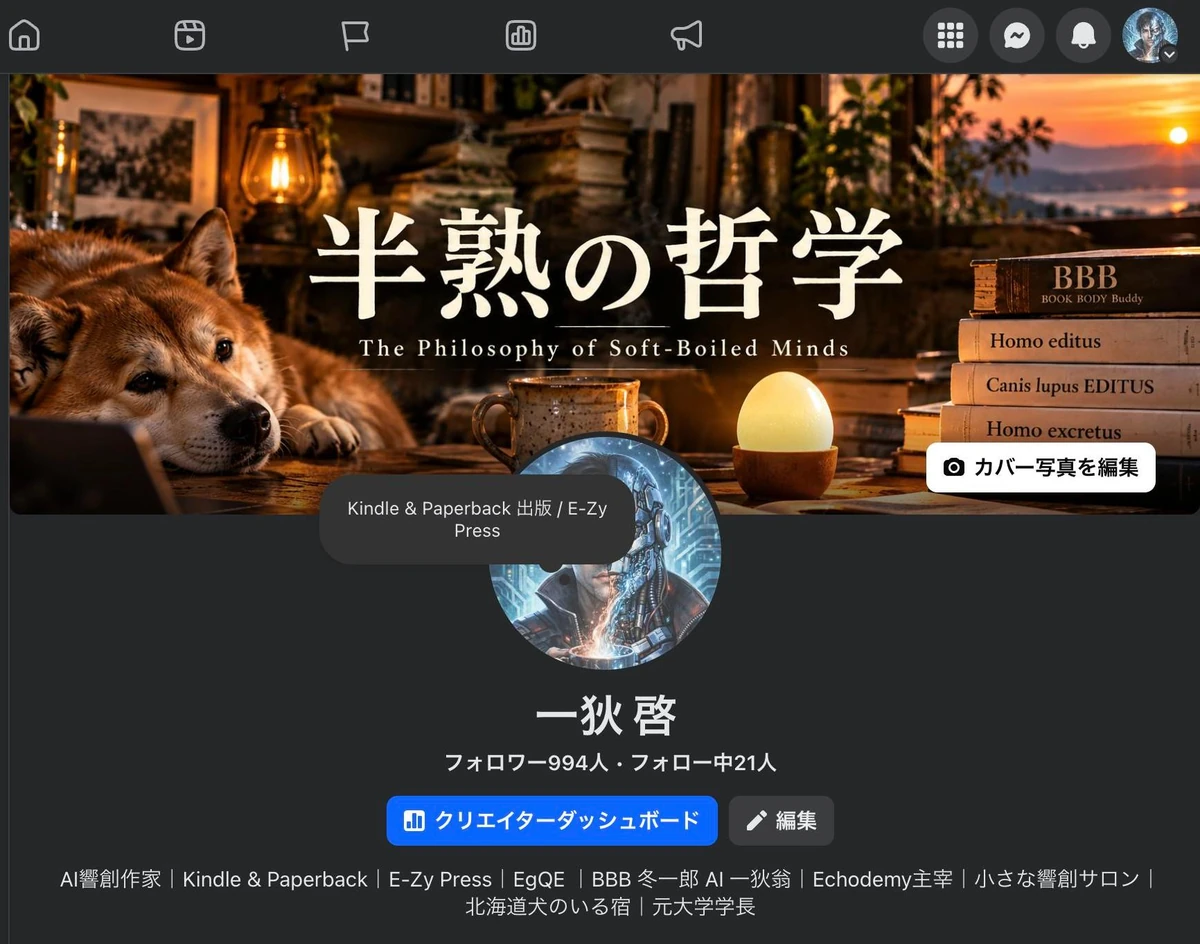 半熟の哲学
The Philosophy of Soft-Boiled Minds
BBB
BOOK BODY Buddy
Homo editus
Canis lupus EDITUS
Homo excretus
カバー写真を編集
Kindle & Paperback 出版 / E-Zy
Press
一狄 啓
フォロワー994人・フォロー中21人
クリエイターダッシュボード
編集
AI響創作家｜Kindle & Paperback｜E-Zy Press｜EgQE ｜BBB 冬一郎 AI 一狄翁｜Echodemy主宰｜小さな響創サロン｜
北海道犬のいる宿｜元大学学長